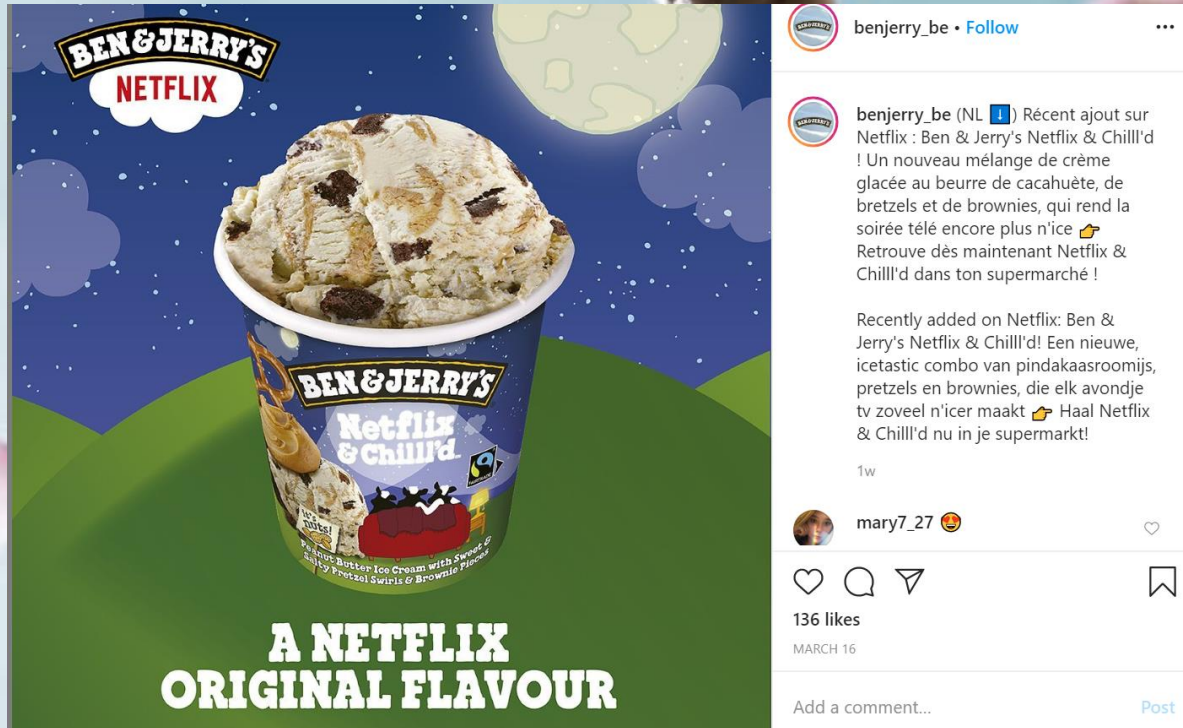 BEN & JERRY'S
NETFLIX
BEN & JERRY'S
Netflix
& Chilll'd™
FAIRTRADE
it's
nuts!
Peanut Butter Ice Cream with Sweet &
Salty Pretzel Swirls & Brownie Pieces
A NETFLIX
ORIGINAL FLAVOUR
benjerry_be • Follow
benjerry_be (NL ⬇️) Récent ajout sur
Netflix : Ben & Jerry's Netflix & Chilll'd
! Un nouveau mélange de crème
glacée au beurre de cacahuète, de
bretzels et de brownies, qui rend la
soirée télé encore plus n'ice 👉
Retrouve dès maintenant Netflix &
Chilll'd dans ton supermarché !
Recently added on Netflix: Ben &
Jerry's Netflix & Chilll'd! Een nieuwe,
icetastic combo van pindakaasroomijs,
pretzels en brownies, die elk avondje
tv zoveel n'icer maakt 👉 Haal Netflix
& Chilll'd nu in je supermarkt!
1w
mary7_27 😍
136 likes
MARCH 16
Add a comment...
Post